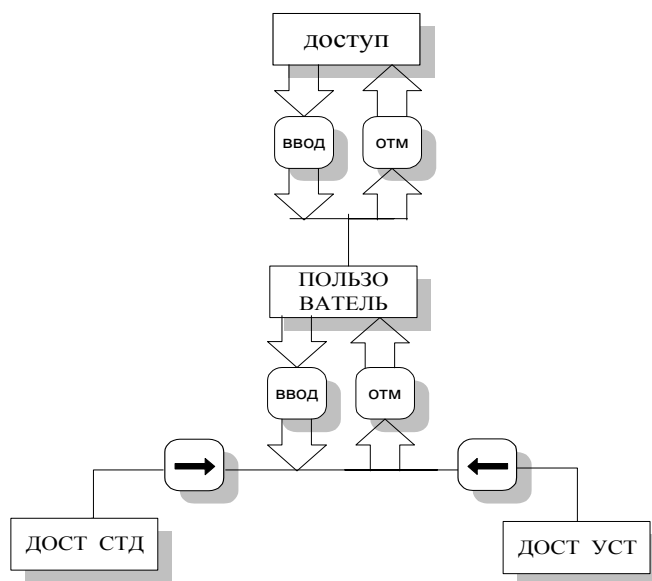 доступ
ВВОД
ОТМ
ПОЛЬЗО
ВАТЕЛЬ
ВВОД
ОТМ
ДОСТ СТД
ДОСТ УСТ